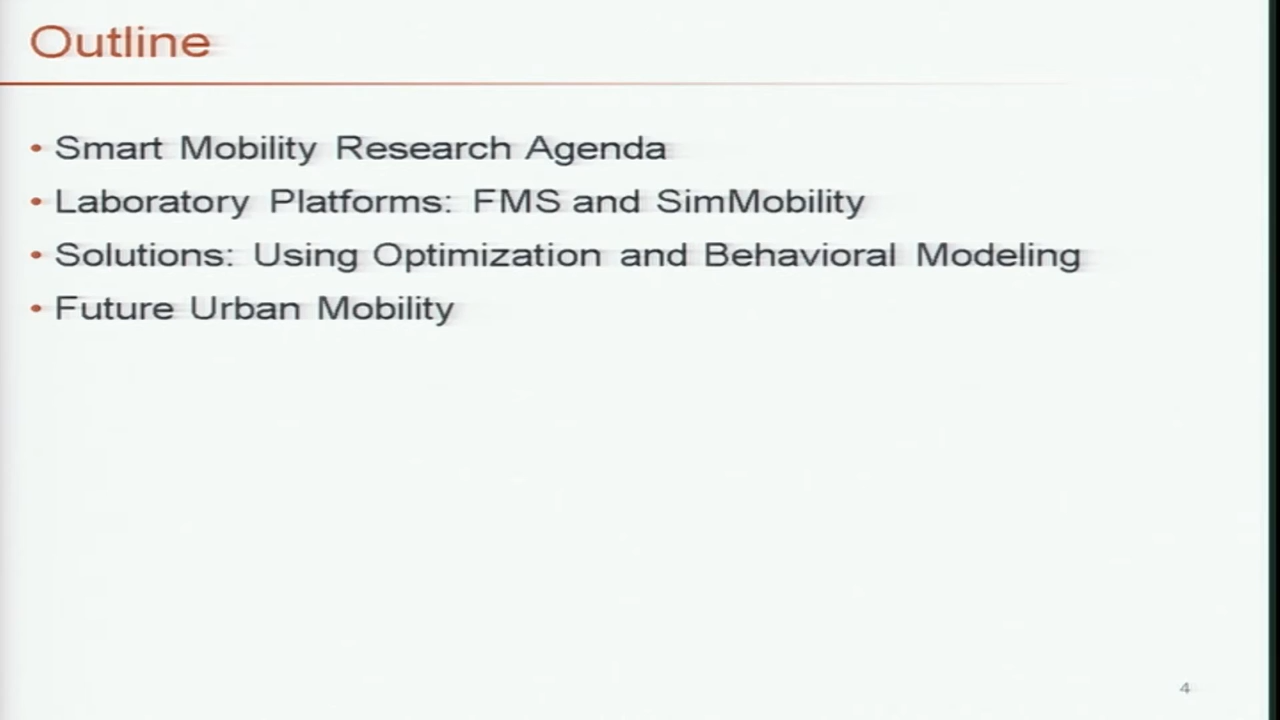 Outline
• Smart Mobility Research Agenda
• Laboratory Platforms: FMS and SimMobility
• Solutions: Using Optimization and Behavioral Modeling
• Future Urban Mobility
4